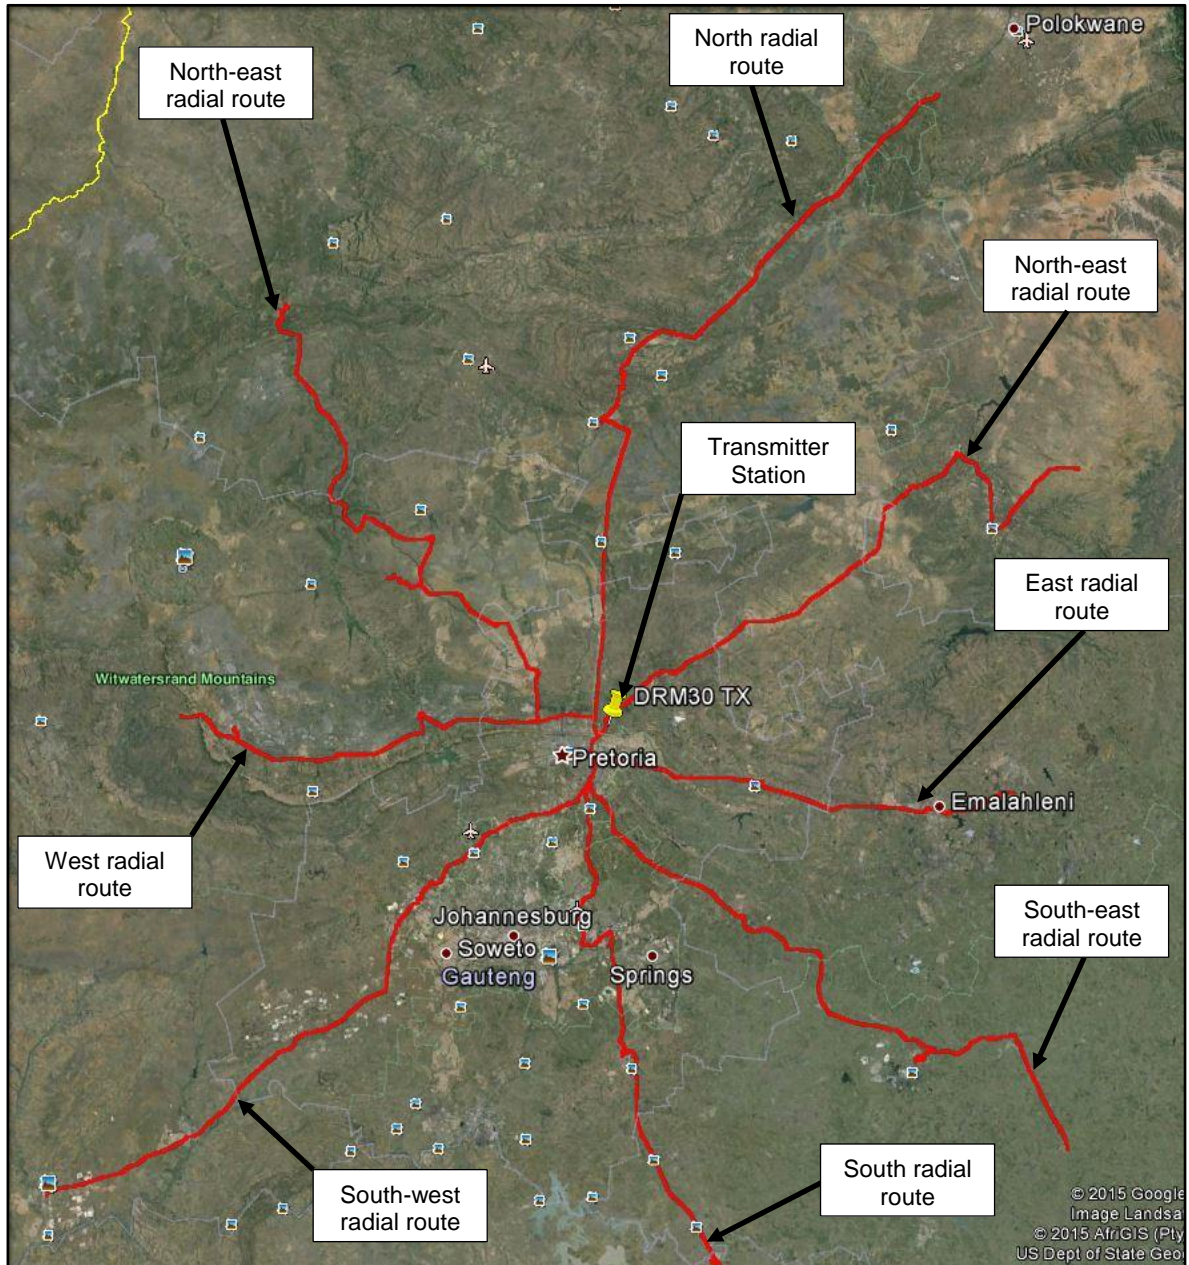 Polokwane
North radial
route
North-east
radial route
North-east
radial route
Transmitter
Station
East radial
route
Witwatersrand Mountains
DRM30 TX
Pretoria
Emalahleni
West radial
route
Johannesburg
Soweto
Gauteng
Springs
South-east
radial route
South-west
radial route
South radial
route
© 2015 Google
Image Landsa
© 2015 AfriGIS (Pty
US Dept of State Geo